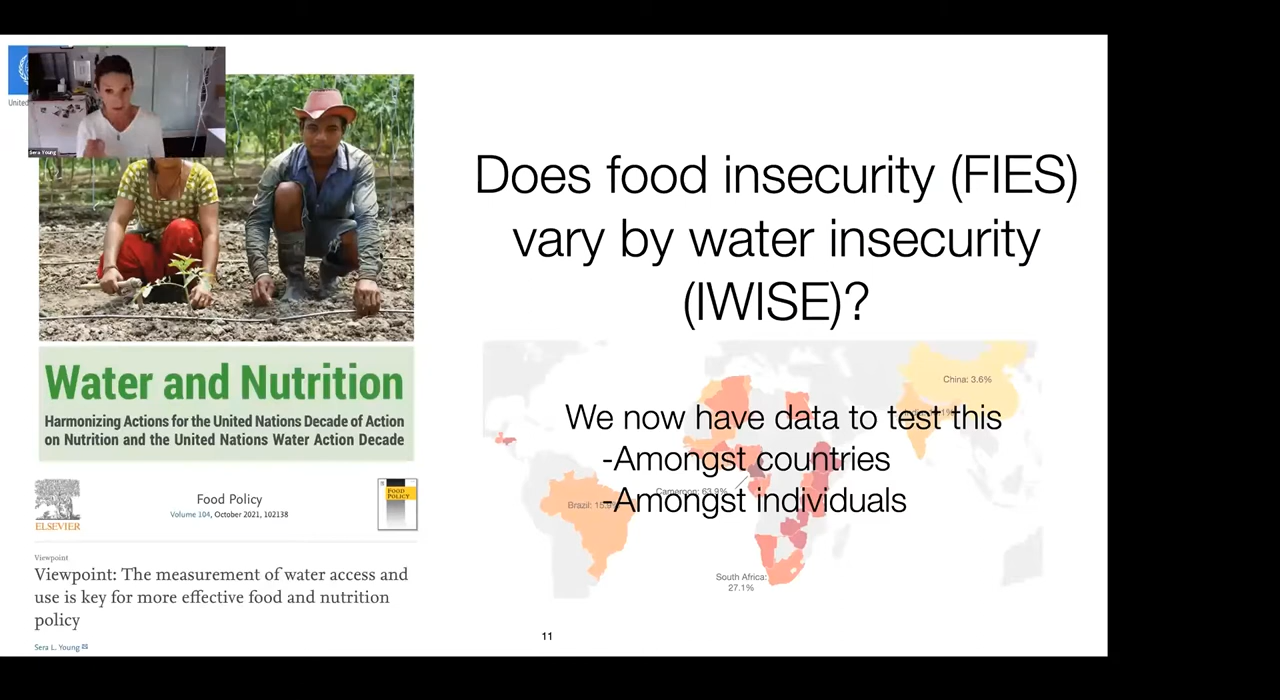 United
Sera Young
Water and Nutrition
Harmonizing Actions for the United Nations Decade of Action
on Nutrition and the United Nations Water Action Decade
ELSEVIER
Food Policy
Volume 104, October 2021, 102138
FOOD
POLICY
Viewpoint
Viewpoint: The measurement of water access and
use is key for more effective food and nutrition
policy
Sera L. Young
Does food insecurity (FIES)
vary by water insecurity
(IWISE)?
China: 3.6%
We now have data to test this
-Amongst countries
Cameroon: 63.9%
Brazil:
-Amongst individuals
South Africa:
27.1%
11